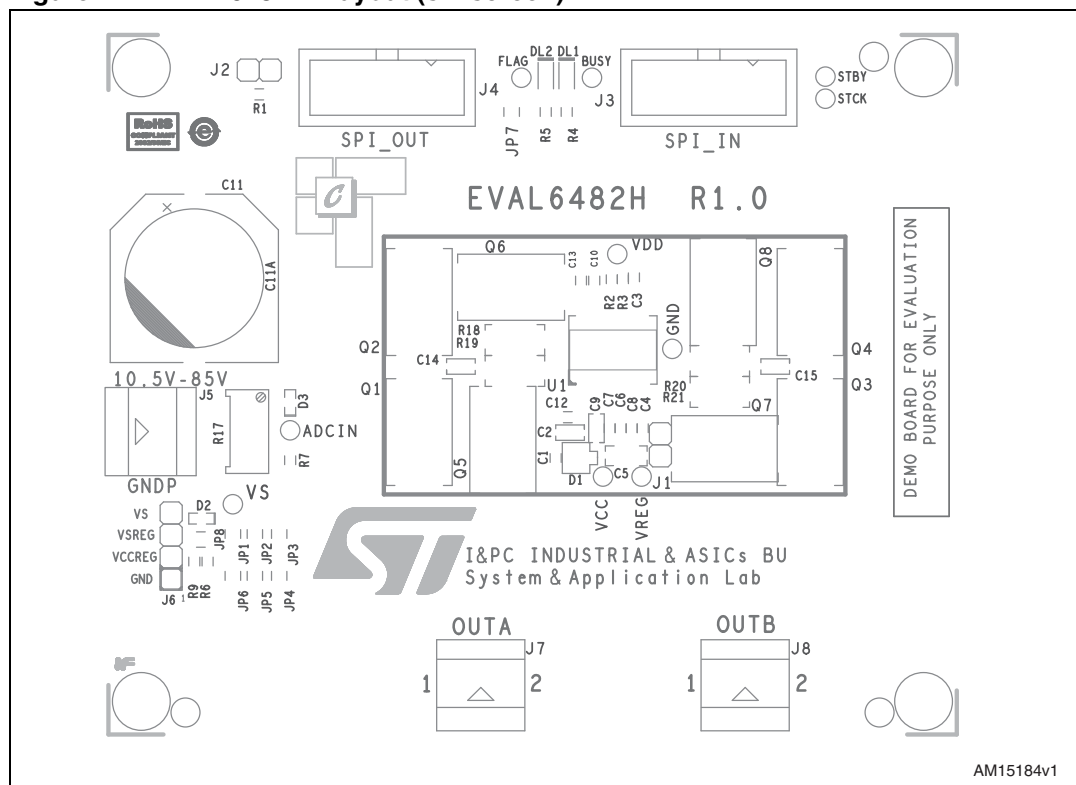 J2
R1
RoHS
COMPLIANT
J4
SPI_OUT
FLAG
DL2 DL1
BUSY
JP7
R5
R4
J3
SPI_IN
STBY
STCK
C11
C11A
C
EVAL6482H R1.0
Q6
C13
C10
VDD
R2
R3
C3
Q8
GND
Q2
R18
R19
C14
Q1
U1
R20
R21
C15
Q4
Q3
Q7
C12
C9
C7
C6
C8
C4
C2
C1
D1
C5
J1
Q5
VCC
VREG
10.5V-85V
J5
R17
D3
ADCIN
R7
GNDP
VS
VS
VSREG
VCCREG
GND
J6 1
D2
JP8
R9
R6
JP1
JP2
JP3
JP6
JP5
JP4
ST
I&PC INDUSTRIAL & ASICs BU
System & Application Lab
DEMO BOARD FOR EVALUATION
PURPOSE ONLY
OUTA
J7
1
2
OUTB
J8
1
2
AM15184v1